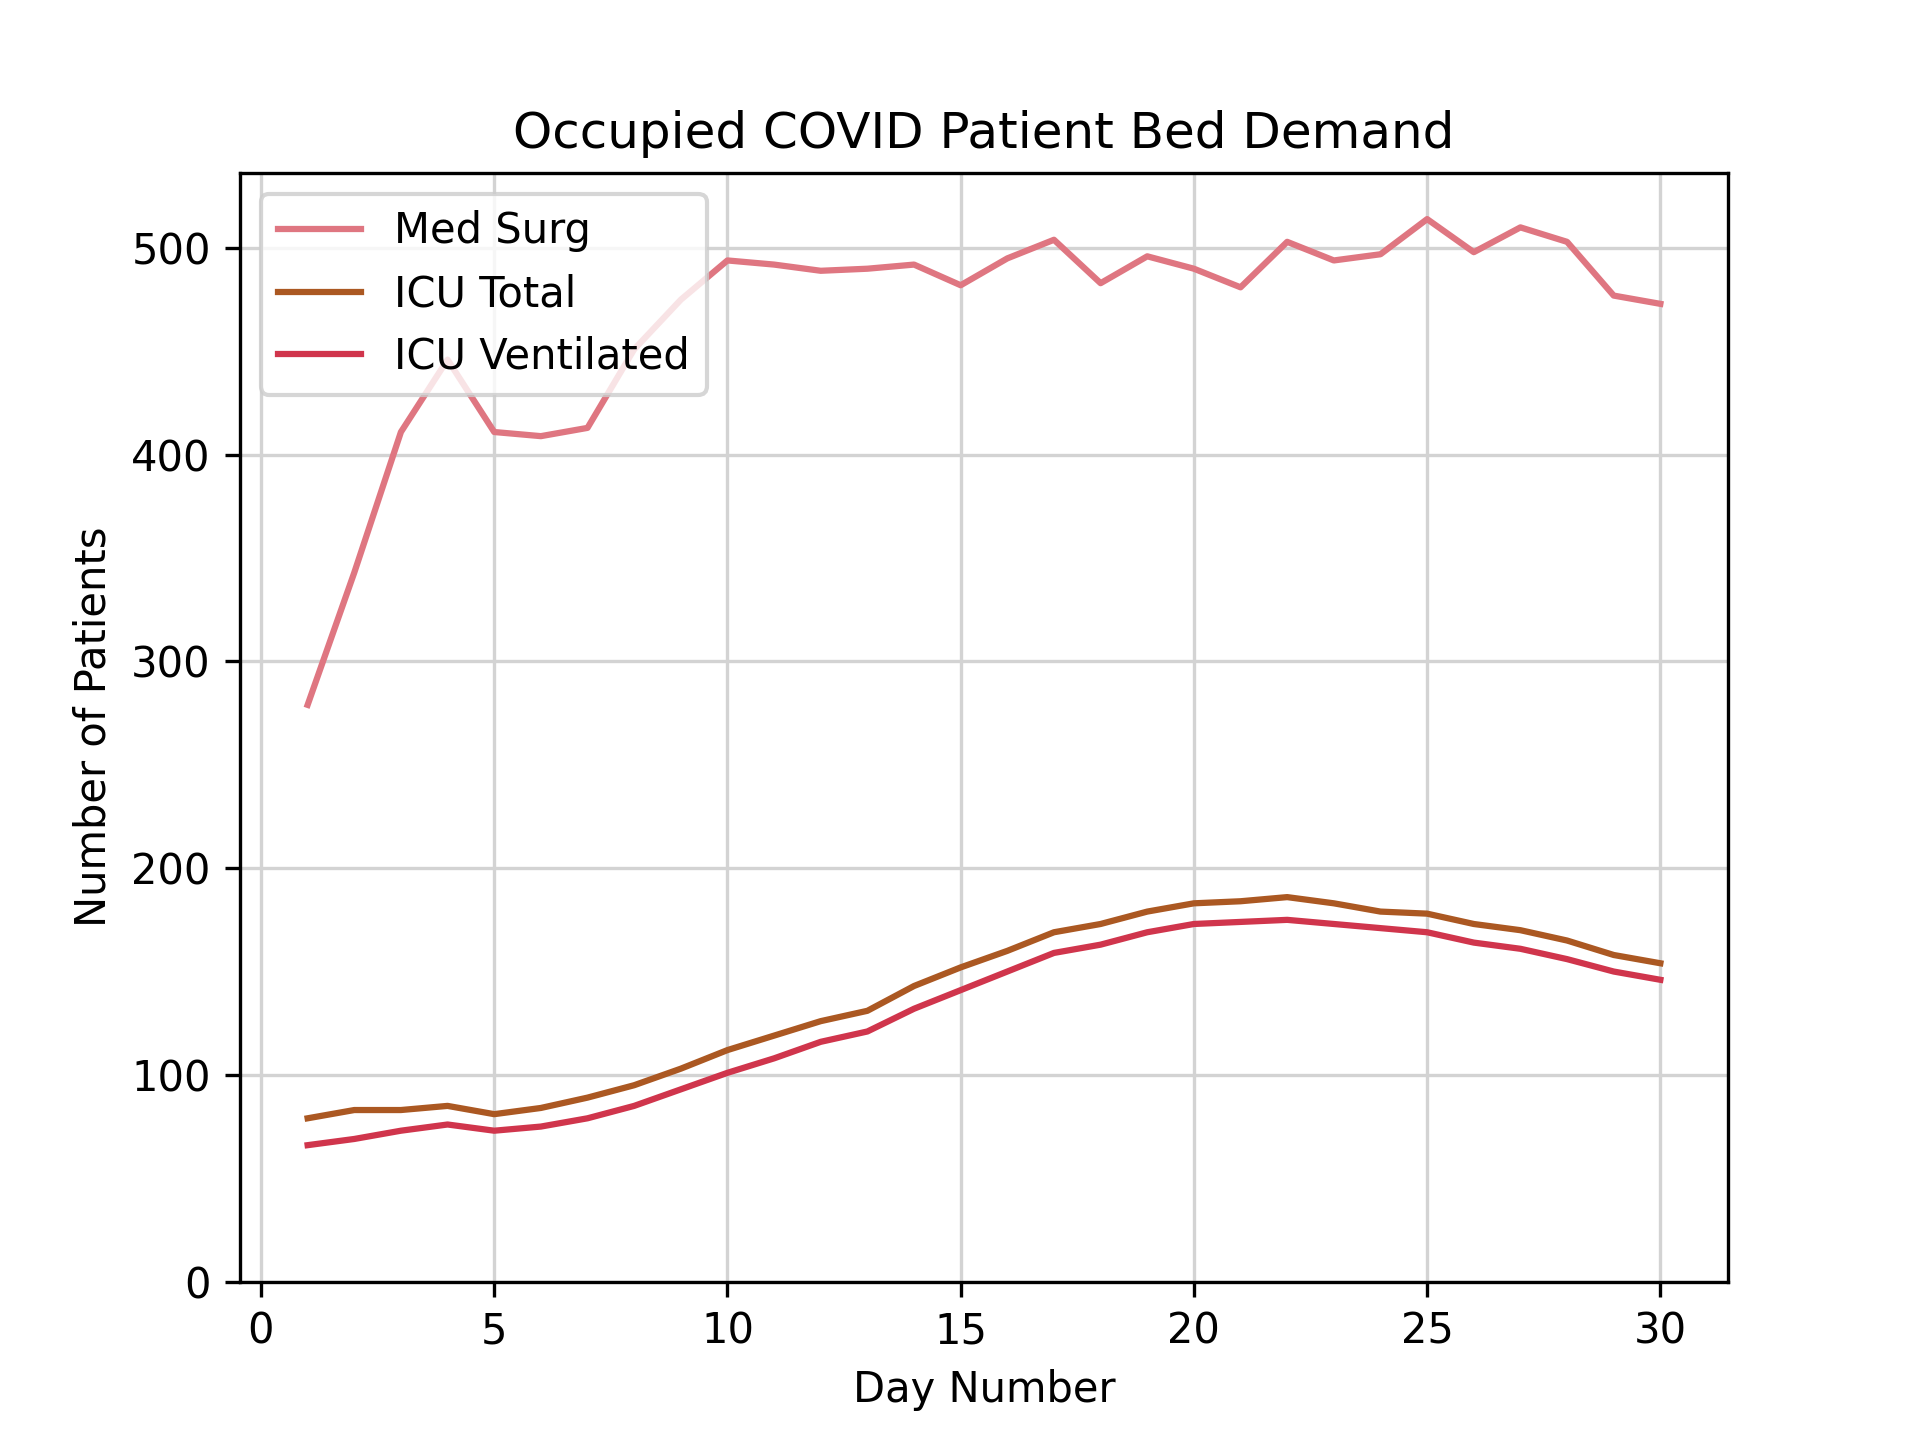 Occupied COVID Patient Bed Demand
Med Surg
ICU Total
ICU Ventilated
500
400
300
200
100
0
Number of Patients
0 5 10 15 20 25 30
Day Number